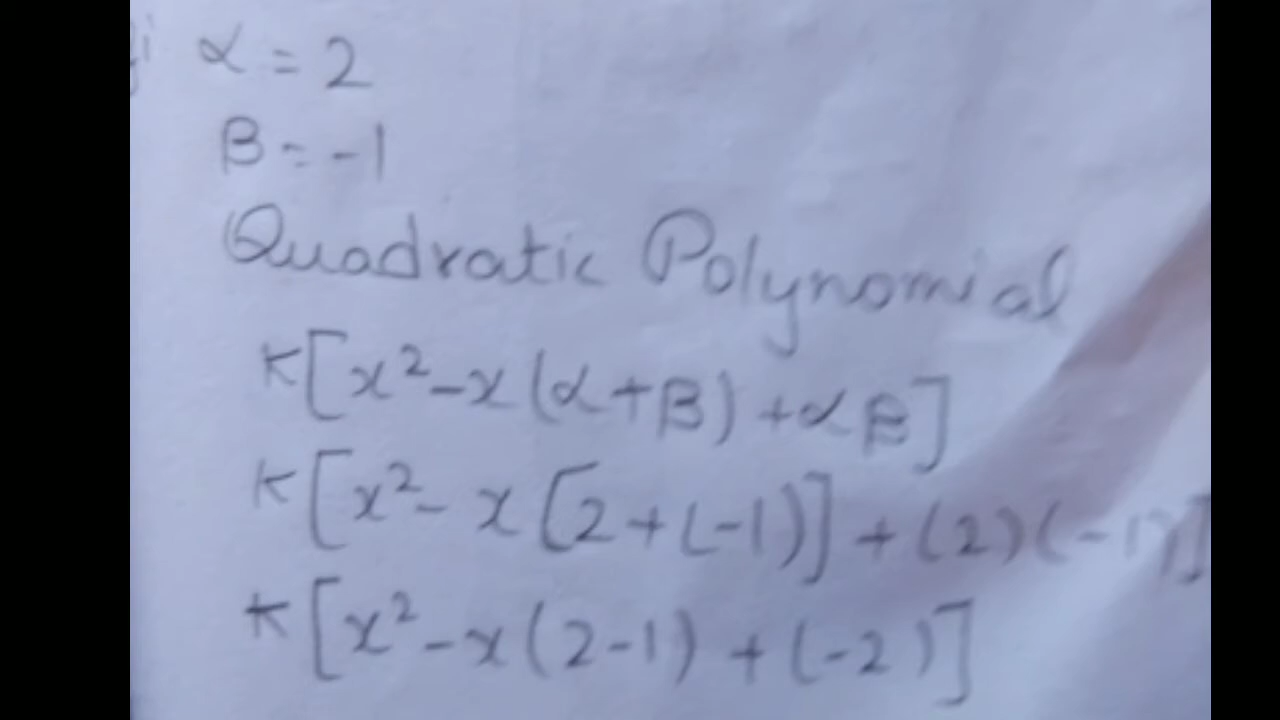 α = 2
β = -1
Quadratic Polynomial
K[x² - x(α+β) + αβ]
K[x² - x[2+(-1)] + (2)(-1)]
K[x² - x(2-1) + (-2)]